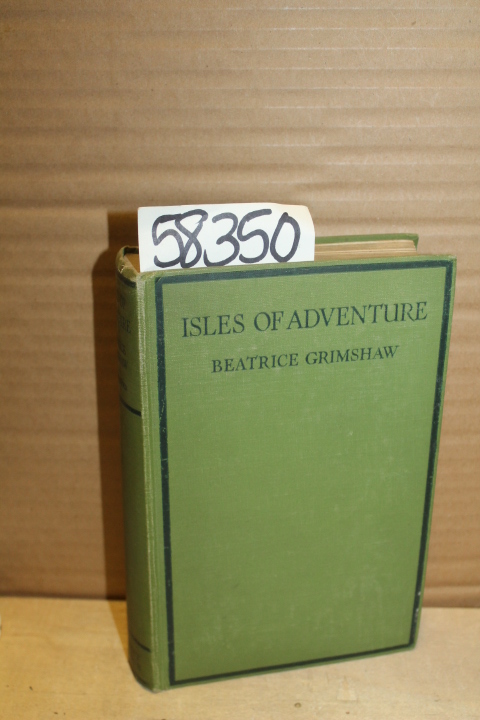 58350
ISLES OF ADVENTURE
BEATRICE GRIMSHAW